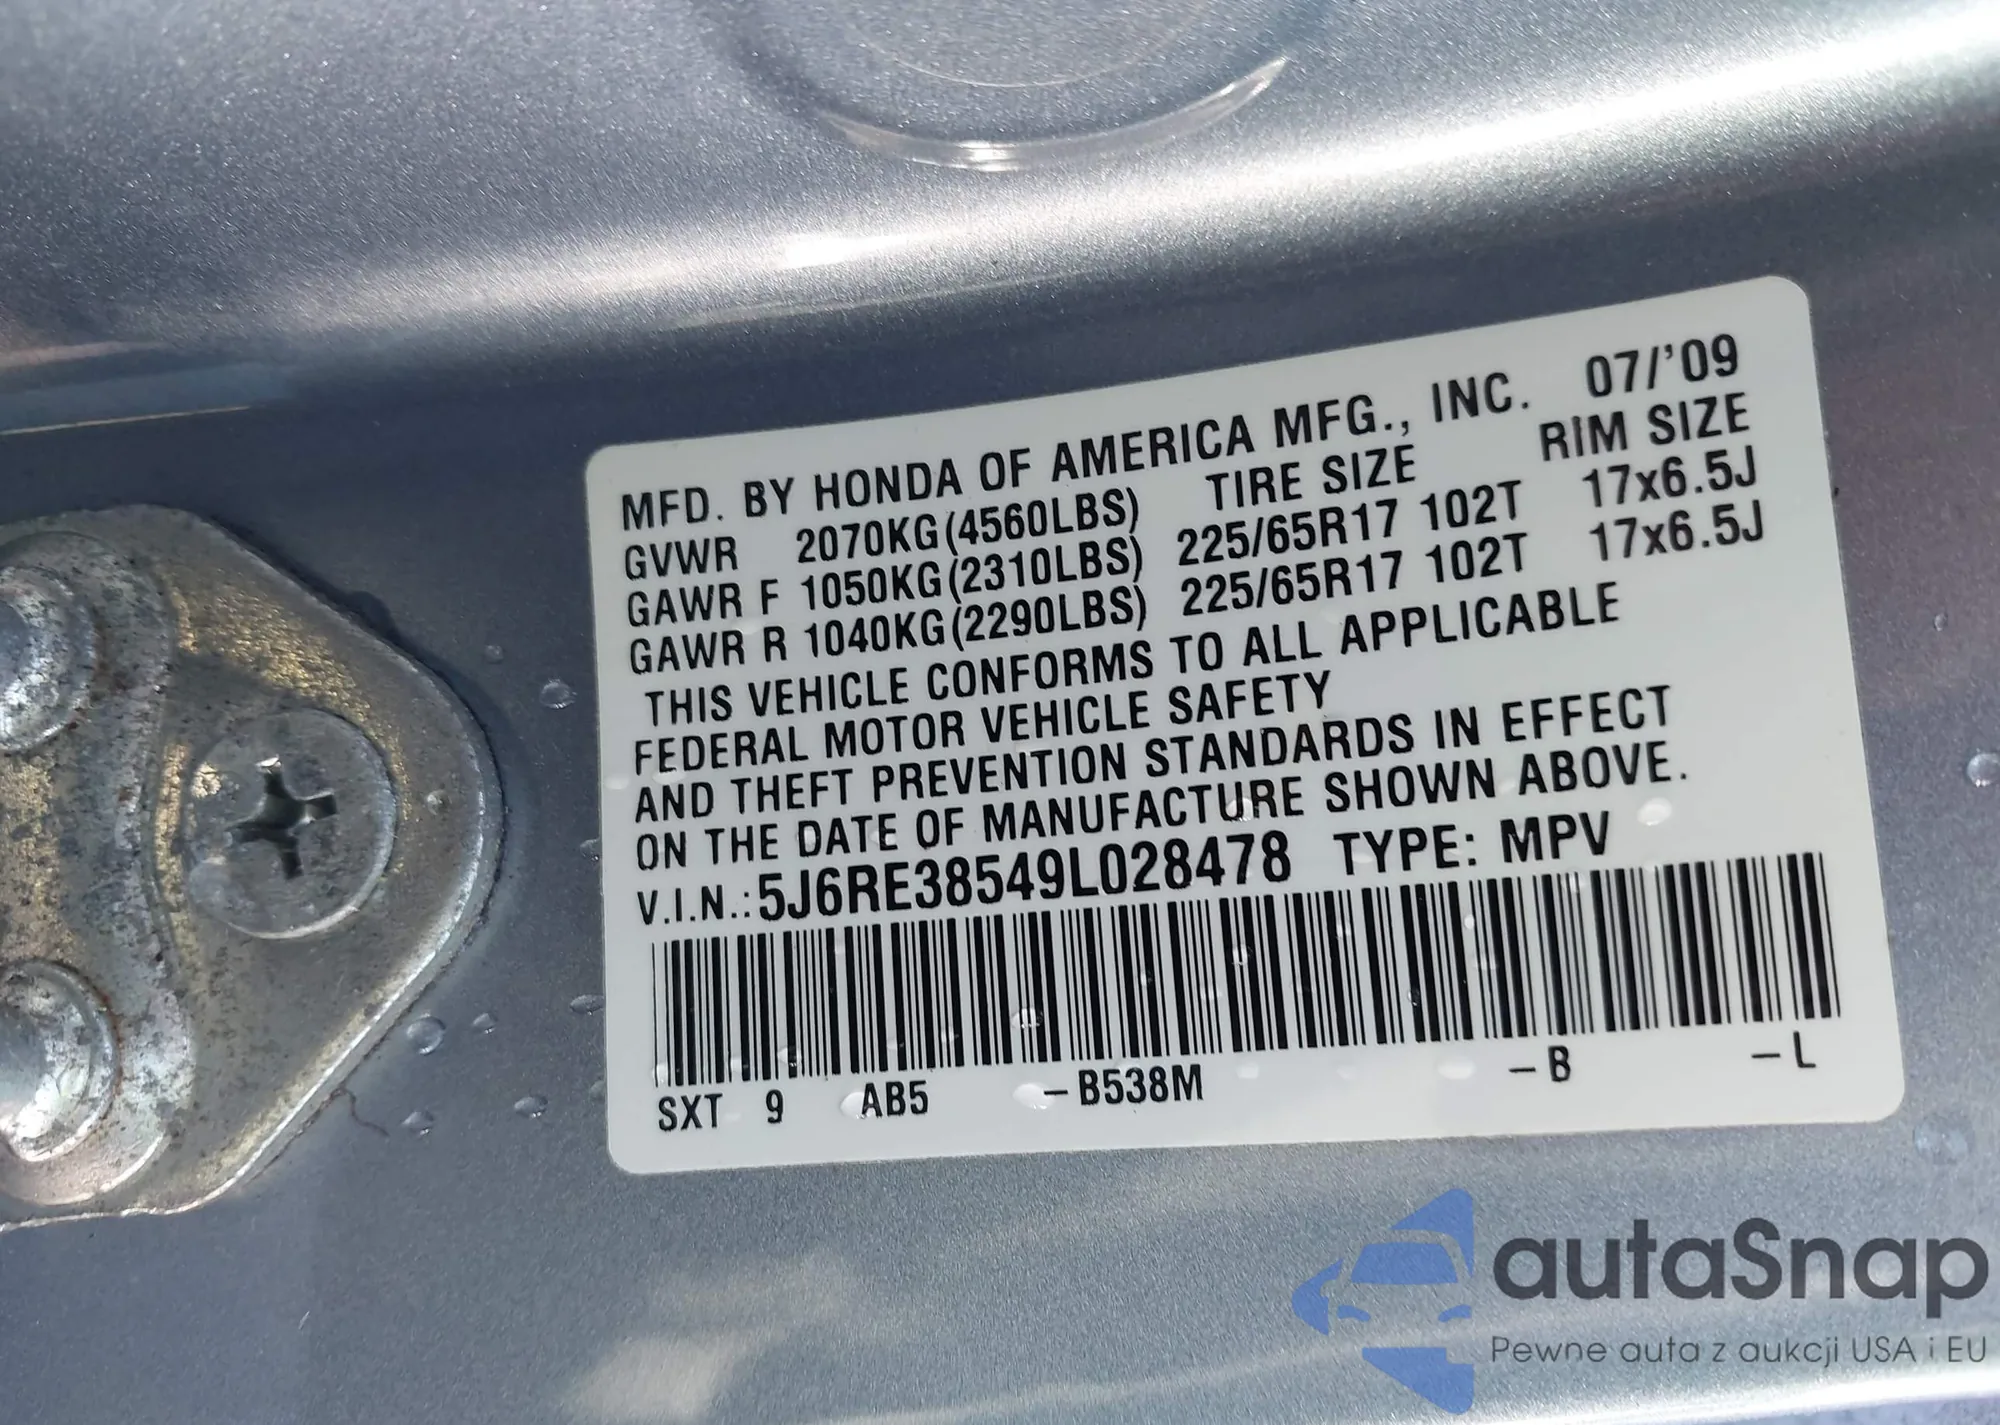 MFD. BY HONDA OF AMERICA MFG., INC. 07/'09
GVWR 2070KG(4560LBS) TIRE SIZE RIM SIZE
GAWR F 1050KG(2310LBS) 225/65R17 102T 17x6.5J
GAWR R 1040KG(2290LBS) 225/65R17 102T 17x6.5J
THIS VEHICLE CONFORMS TO ALL APPLICABLE
FEDERAL MOTOR VEHICLE SAFETY
AND THEFT PREVENTION STANDARDS IN EFFECT
ON THE DATE OF MANUFACTURE SHOWN ABOVE.
V.I.N.:5J6RE38549L028478 TYPE: MPV
SXT 9 AB5 -B538M -B -L
autaSnap
Pewne auta z aukcji USA i EU